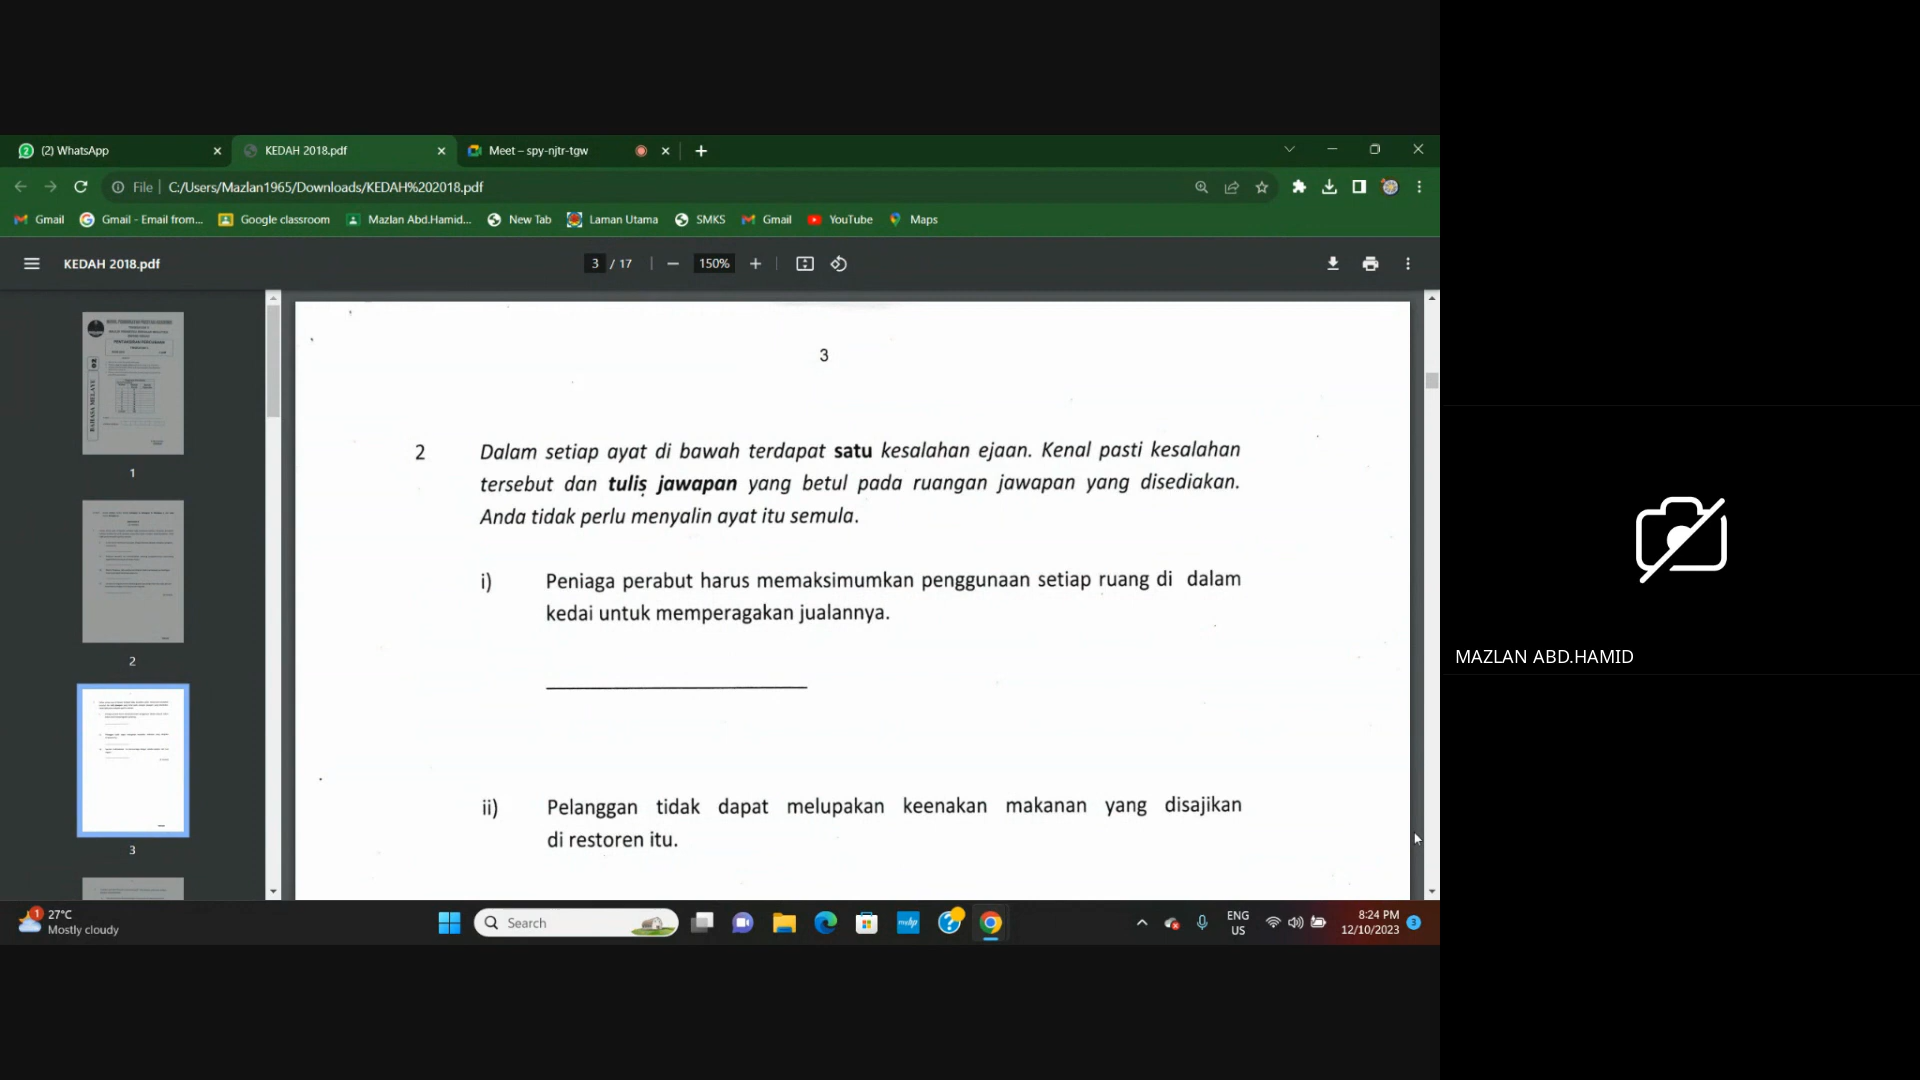 (2) WhatsApp
KEDAH 2018.pdf
Meet – spy-njtr-tgw
File
C:/Users/Mazlan1965/Downloads/KEDAH%202018.pdf
Gmail
Gmail - Email from...
Google classroom
Mazlan Abd.Hamid...
New Tab
Laman Utama
SMKS
Gmail
YouTube
Maps
KEDAH 2018.pdf
3 / 17
150%
3
2 Dalam setiap ayat di bawah terdapat satu kesalahan ejaan. Kenal pasti kesalahan
tersebut dan tulis jawapan yang betul pada ruangan jawapan yang disediakan.
Anda tidak perlu menyalin ayat itu semula.
i) Peniaga perabut harus memaksimumkan penggunaan setiap ruang di dalam
kedai untuk memperagakan jualannya.
ii) Pelanggan tidak dapat melupakan keenakan makanan yang disajikan
di restoren itu.
1
2
3
BAHASA MELAYU
MAZLAN ABD.HAMID
1
27°C
Mostly cloudy
Search
mybp
ENG
US
8:24 PM
12/10/2023
3